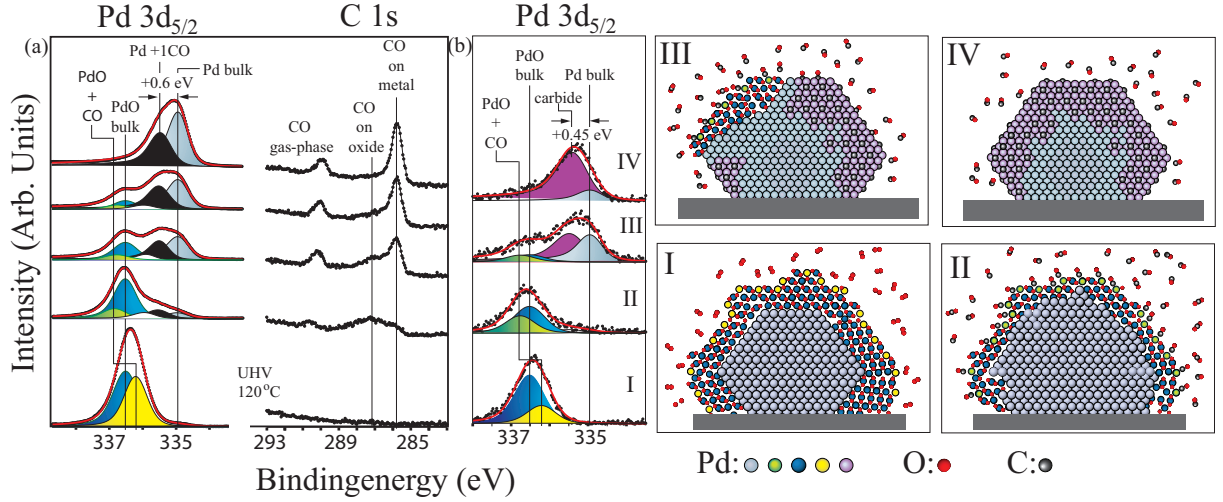 Pd 3d5/2
C 1s
Pd 3d5/2
(a)
Pd +1CO
+0.6 eV
Pd bulk
PdO
+
CO
PdO
bulk
CO
gas-phase
CO
on
oxide
CO
on
metal
UHV
120 °C
(b)
PdO
bulk
Pd bulk
carbide
+0.45 eV
PdO
+
CO
IV
III
II
I
Intensity (Arb. Units)
337
335
293
289
285
337
335
Bindingenergy (eV)
III
IV
I
II
Pd:
O:
C: